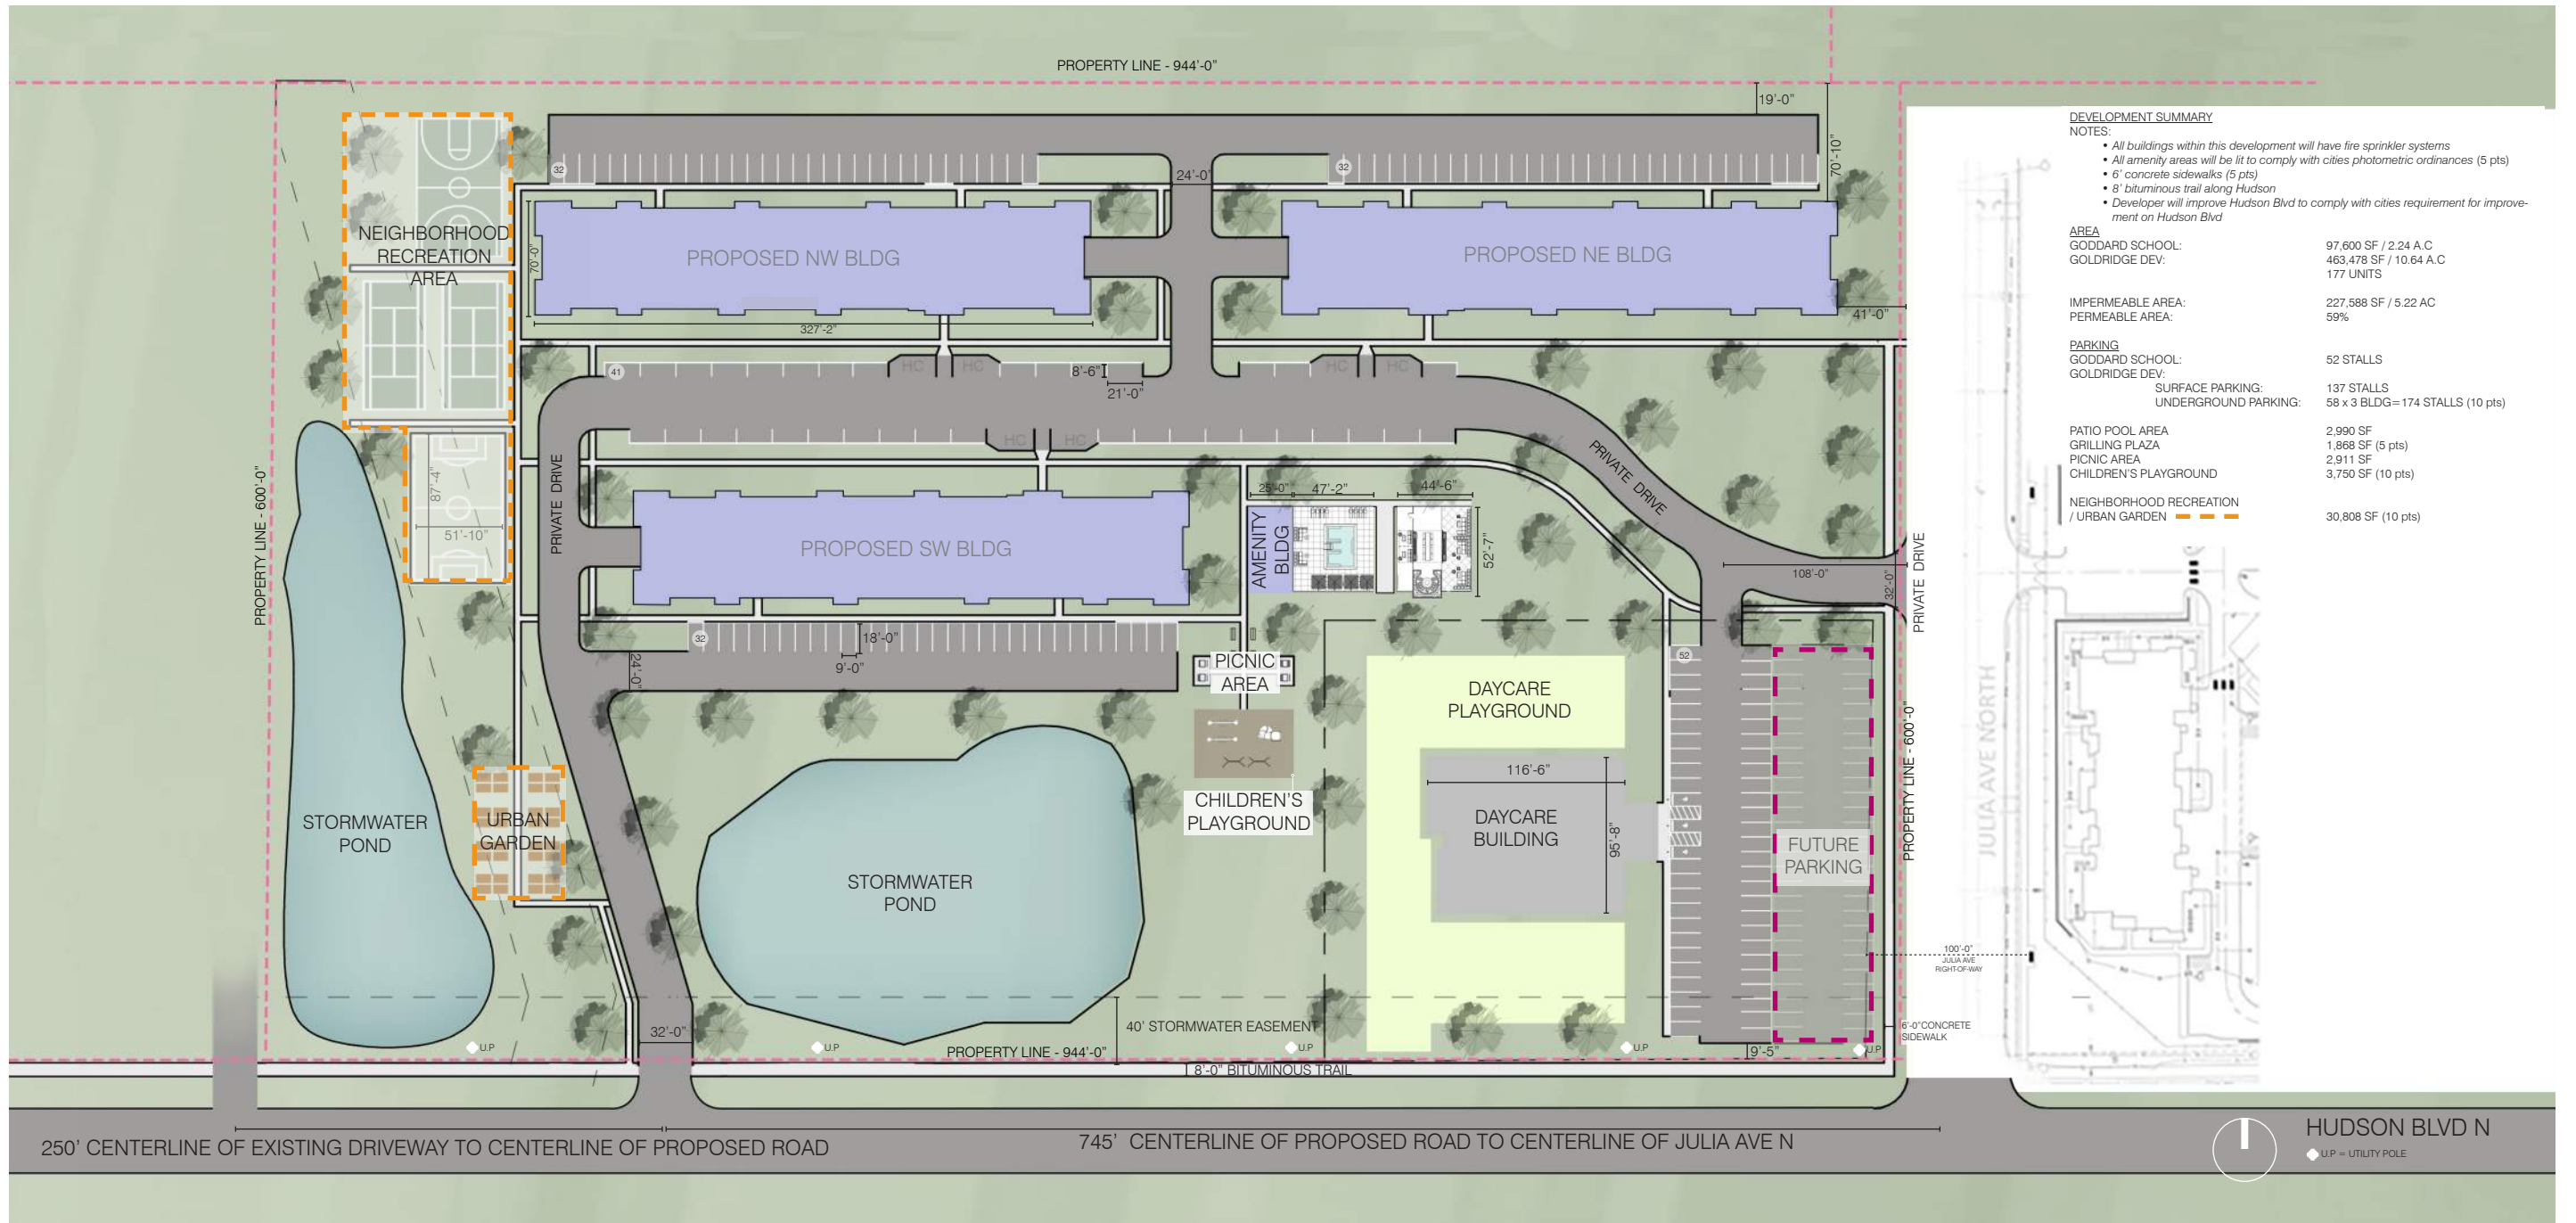 PROPERTY LINE - 944'-0"
19'-0"
70'-10"
DEVELOPMENT SUMMARY
NOTES:
• All buildings within this development will have fire sprinkler systems
• All amenity areas will be lit to comply with cities photometric ordinances (5 pts)
• 6' concrete sidewalks (5 pts)
• 8' bituminous trail along Hudson
• Developer will improve Hudson Blvd to comply with cities requirement for improve-
ment on Hudson Blvd
AREA
GODDARD SCHOOL: 97,600 SF / 2.24 A.C
GOLDRIDGE DEV: 463,478 SF / 10.64 A.C
177 UNITS
IMPERMEABLE AREA: 227,588 SF / 5.22 AC
PERMEABLE AREA: 59%
PARKING
GODDARD SCHOOL: 52 STALLS
GOLDRIDGE DEV:
SURFACE PARKING: 137 STALLS
UNDERGROUND PARKING: 58 x 3 BLDG=174 STALLS (10 pts)
PATIO POOL AREA 2,990 SF
GRILLING PLAZA 1,868 SF (5 pts)
PICNIC AREA 2,911 SF
CHILDREN'S PLAYGROUND 3,750 SF (10 pts)
NEIGHBORHOOD RECREATION
/ URBAN GARDEN 30,808 SF (10 pts)
32
32
24'-0"
NEIGHBORHOOD
RECREATION
AREA
70'-0"
PROPOSED NW BLDG
PROPOSED NE BLDG
327'-2"
41'-0"
41
HC
HC
8'-6"
21'-0"
HC
HC
HC
HC
PRIVATE DRIVE
PROPERTY LINE - 600'-0"
87'-4"
51'-10"
PRIVATE DRIVE
PROPOSED SW BLDG
25'-0"
47'-2"
44'-6"
AMENITY
BLDG
52'-7"
108'-0"
32'-0"
PRIVATE DRIVE
32
18'-0"
9'-0"
24'-0"
PICNIC
AREA
52
DAYCARE
PLAYGROUND
CHILDREN'S
PLAYGROUND
116'-6"
95'-8"
DAYCARE
BUILDING
FUTURE
PARKING
PROPERTY LINE - 600'-0"
JULIA AVE NORTH
STORMWATER
POND
URBAN
GARDEN
STORMWATER
POND
100'-0"
JULIA AVE
RIGHT-OF-WAY
32'-0"
40' STORMWATER EASEMENT
6'-0"CONCRETE
SIDEWALK
U.P
U.P
U.P
U.P
U.P
PROPERTY LINE - 944'-0"
9'-5"
8'-0" BITUMINOUS TRAIL
250' CENTERLINE OF EXISTING DRIVEWAY TO CENTERLINE OF PROPOSED ROAD
745' CENTERLINE OF PROPOSED ROAD TO CENTERLINE OF JULIA AVE N
HUDSON BLVD N
U.P = UTILITY POLE